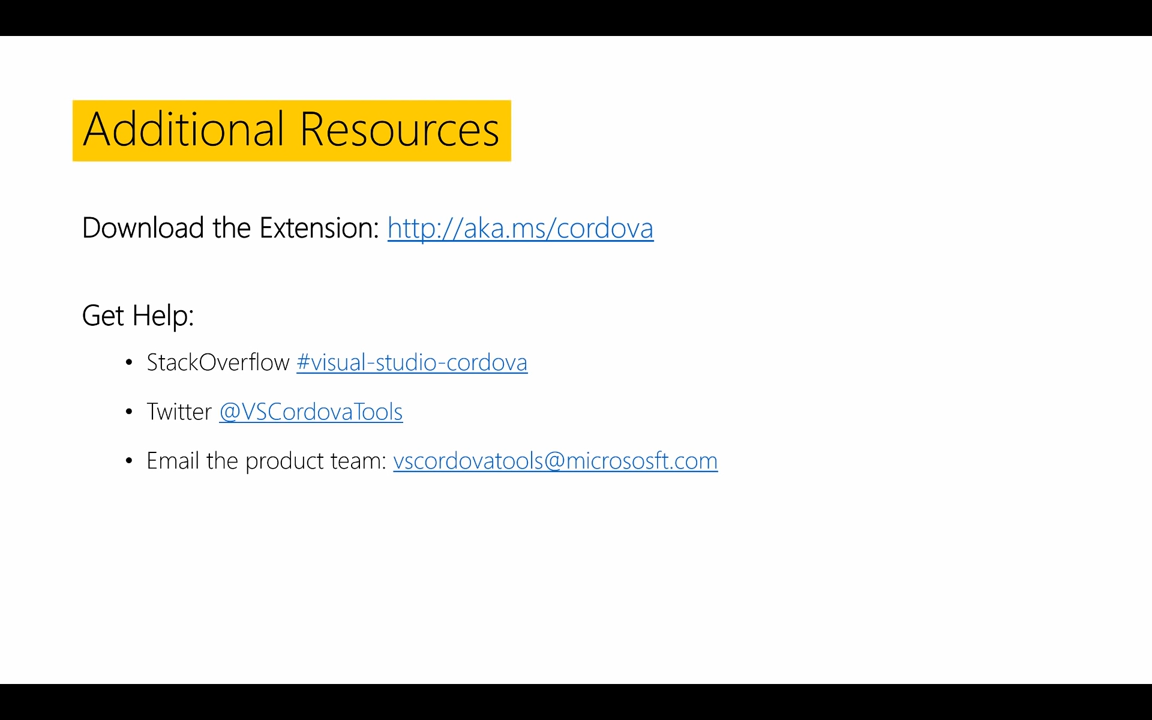 Additional Resources
Download the Extension: http://aka.ms/cordova
Get Help:
• StackOverflow #visual-studio-cordova
• Twitter @VSCordovaTools
• Email the product team: vscordovatools@micrososft.com